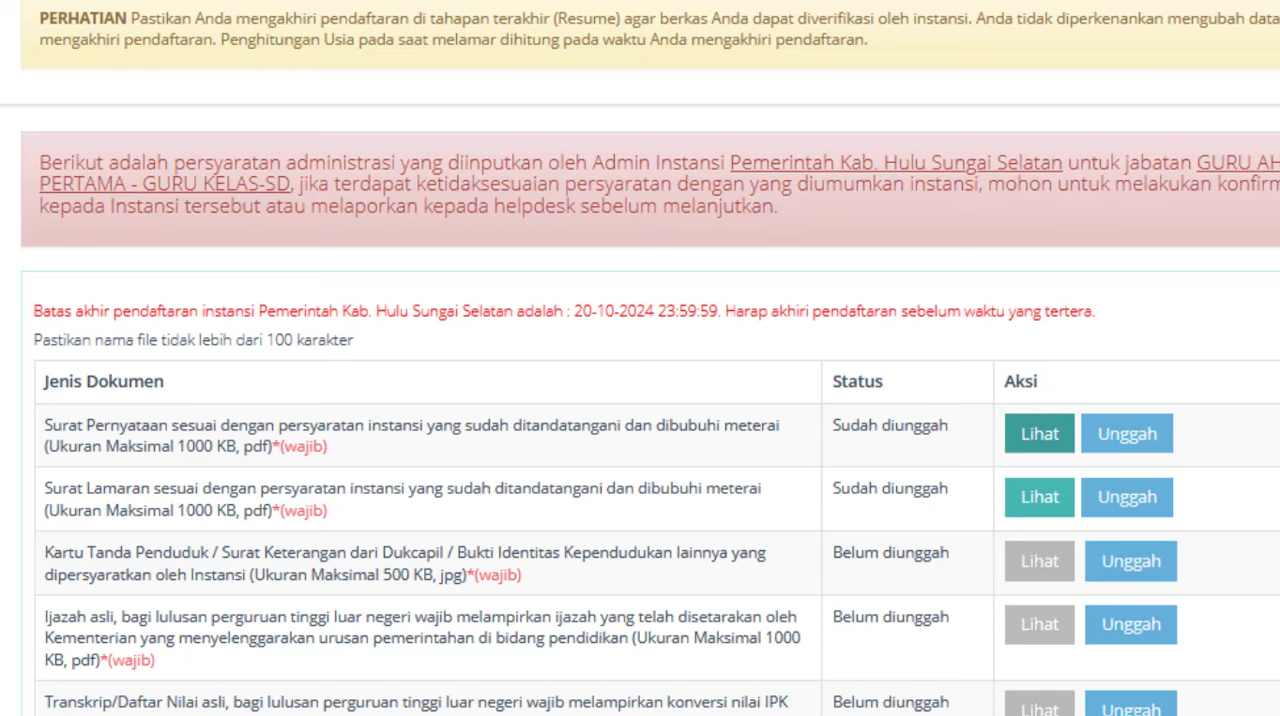 PERHATIAN Pastikan Anda mengakhiri pendaftaran di tahapan terakhir (Resume) agar berkas Anda dapat diverifikasi oleh instansi. Anda tidak diperkenankan mengubah data
mengakhiri pendaftaran. Penghitungan Usia pada saat melamar dihitung pada waktu Anda mengakhiri pendaftaran.
Berikut adalah persyaratan administrasi yang diinputkan oleh Admin Instansi Pemerintah Kab. Hulu Sungai Selatan untuk jabatan GURU AH
PERTAMA - GURU KELAS-SD, jika terdapat ketidaksesuaian persyaratan dengan yang diumumkan instansi, mohon untuk melakukan konfirm
kepada Instansi tersebut atau melaporkan kepada helpdesk sebelum melanjutkan.
Batas akhir pendaftaran instansi Pemerintah Kab. Hulu Sungai Selatan adalah : 20-10-2024 23:59:59. Harap akhiri pendaftaran sebelum waktu yang tertera.
Pastikan nama file tidak lebih dari 100 karakter
Jenis Dokumen Status Aksi
Surat Pernyataan sesuai dengan persyaratan instansi yang sudah ditandatangani dan dibubuhi meterai Sudah diunggah Lihat Unggah
(Ukuran Maksimal 1000 KB, pdf)*(wajib)
Surat Lamaran sesuai dengan persyaratan instansi yang sudah ditandatangani dan dibubuhi meterai Sudah diunggah Lihat Unggah
(Ukuran Maksimal 1000 KB, pdf)*(wajib)
Kartu Tanda Penduduk / Surat Keterangan dari Dukcapil / Bukti Identitas Kependudukan lainnya yang Belum diunggah Lihat Unggah
dipersyaratkan oleh Instansi (Ukuran Maksimal 500 KB, jpg)*(wajib)
Ijazah asli, bagi lulusan perguruan tinggi luar negeri wajib melampirkan ijazah yang telah disetarakan oleh Belum diunggah Lihat Unggah
Kementerian yang menyelenggarakan urusan pemerintahan di bidang pendidikan (Ukuran Maksimal 1000
KB, pdf)*(wajib)
Transkrip/Daftar Nilai asli, bagi lulusan perguruan tinggi luar negeri wajib melampirkan konversi nilai IPK Belum diunggah Lihat Unggah